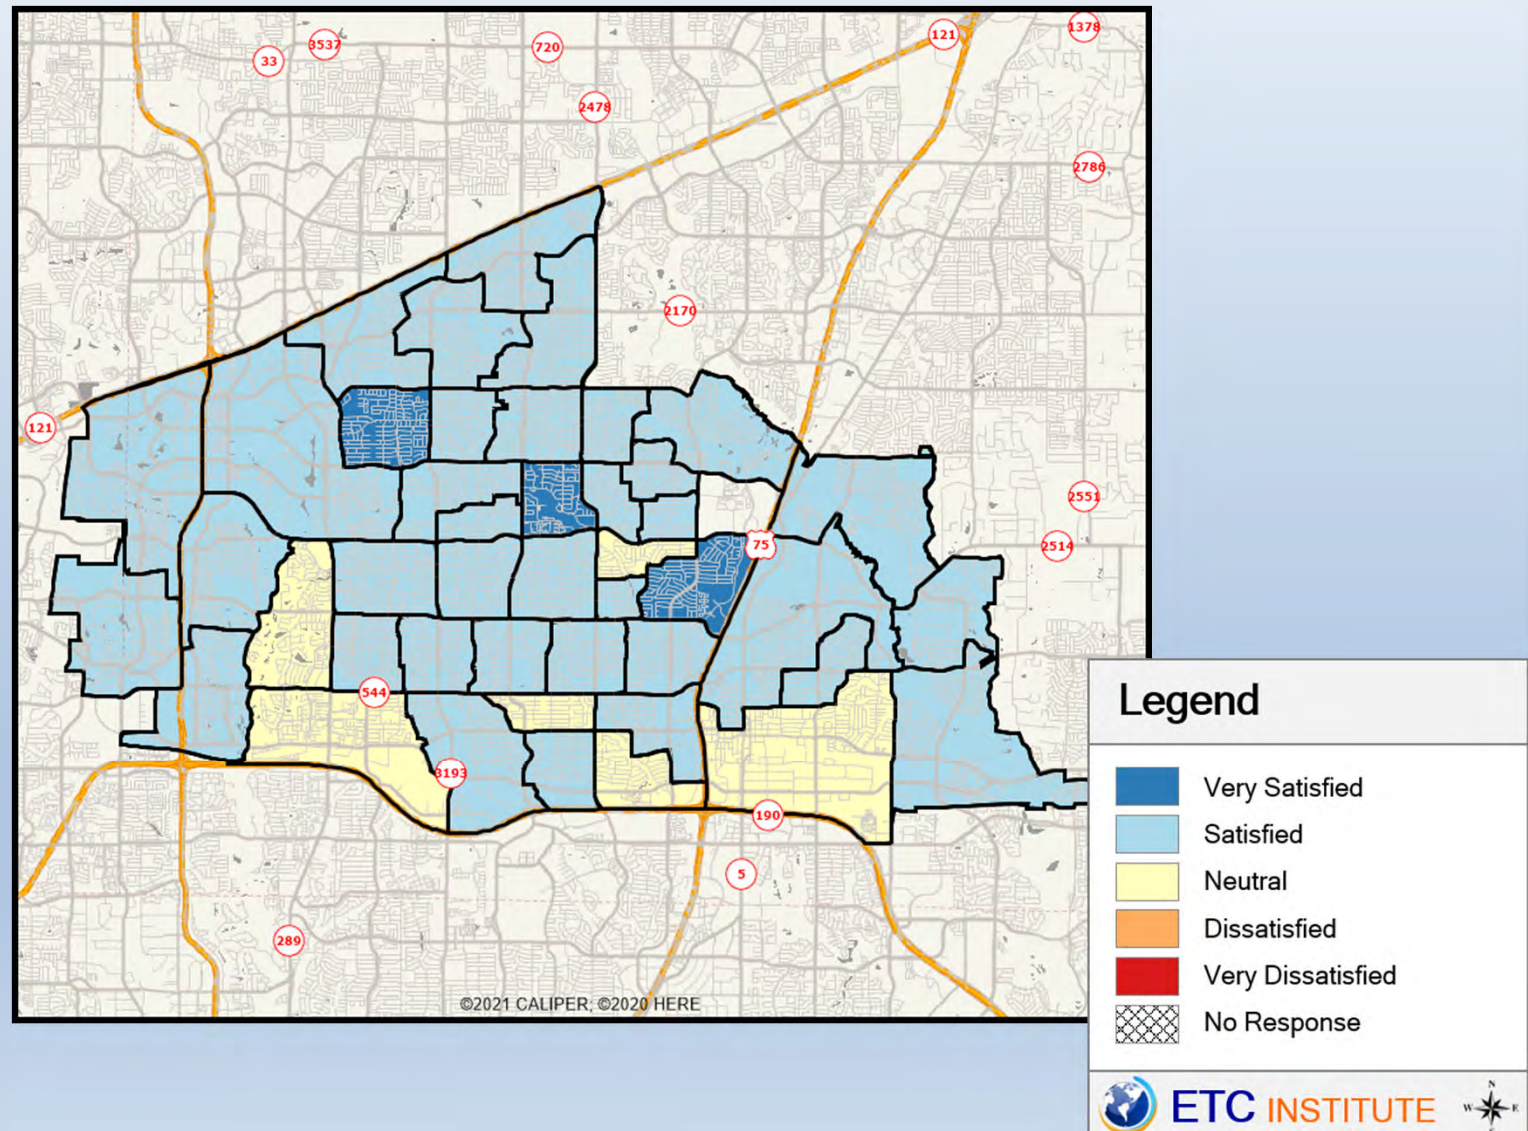 1378
121
3537
720
33
2478
2786
2170
121
2551
75
2514
544
3193
190
5
289
©2021 CALIPER; ©2020 HERE
Legend
Very Satisfied
Satisfied
Neutral
Dissatisfied
Very Dissatisfied
No Response
ETC INSTITUTE
N
W E
S